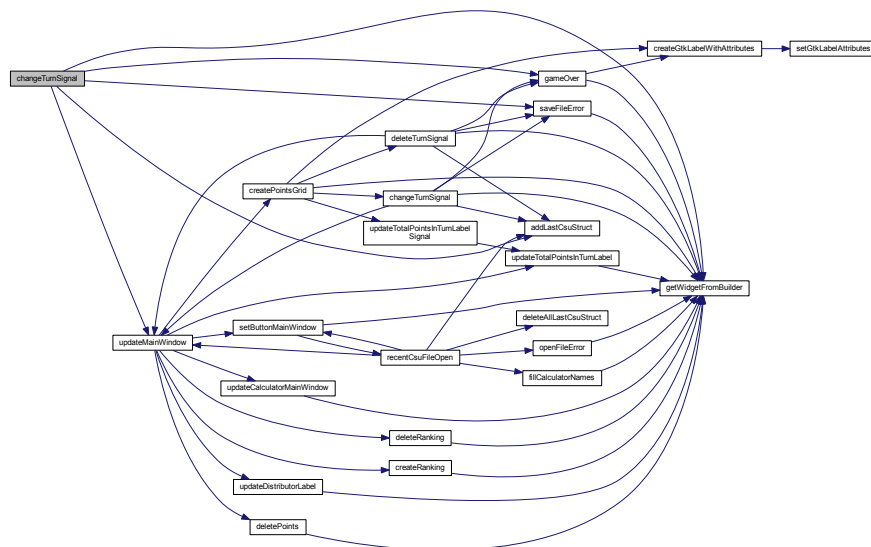 createGtkLabelWithAttributes
setGtkLabelAttributes
changeTurnSignal
gameOver
saveFileError
deleteTurnSignal
createPointsGrid
changeTurnSignal
updateTotalPointsInTurnLabel
Signal
addLastCsuStruct
updateTotalPointsInTurnLabel
getWidgetFromBuilder
deleteAllLastCsuStruct
setButtonMainWindow
updateMainWindow
openFileError
recentCsuFileOpen
fillCalculatorNames
updateCalculatorMainWindow
deleteRanking
createRanking
updateDistributorLabel
deletePoints